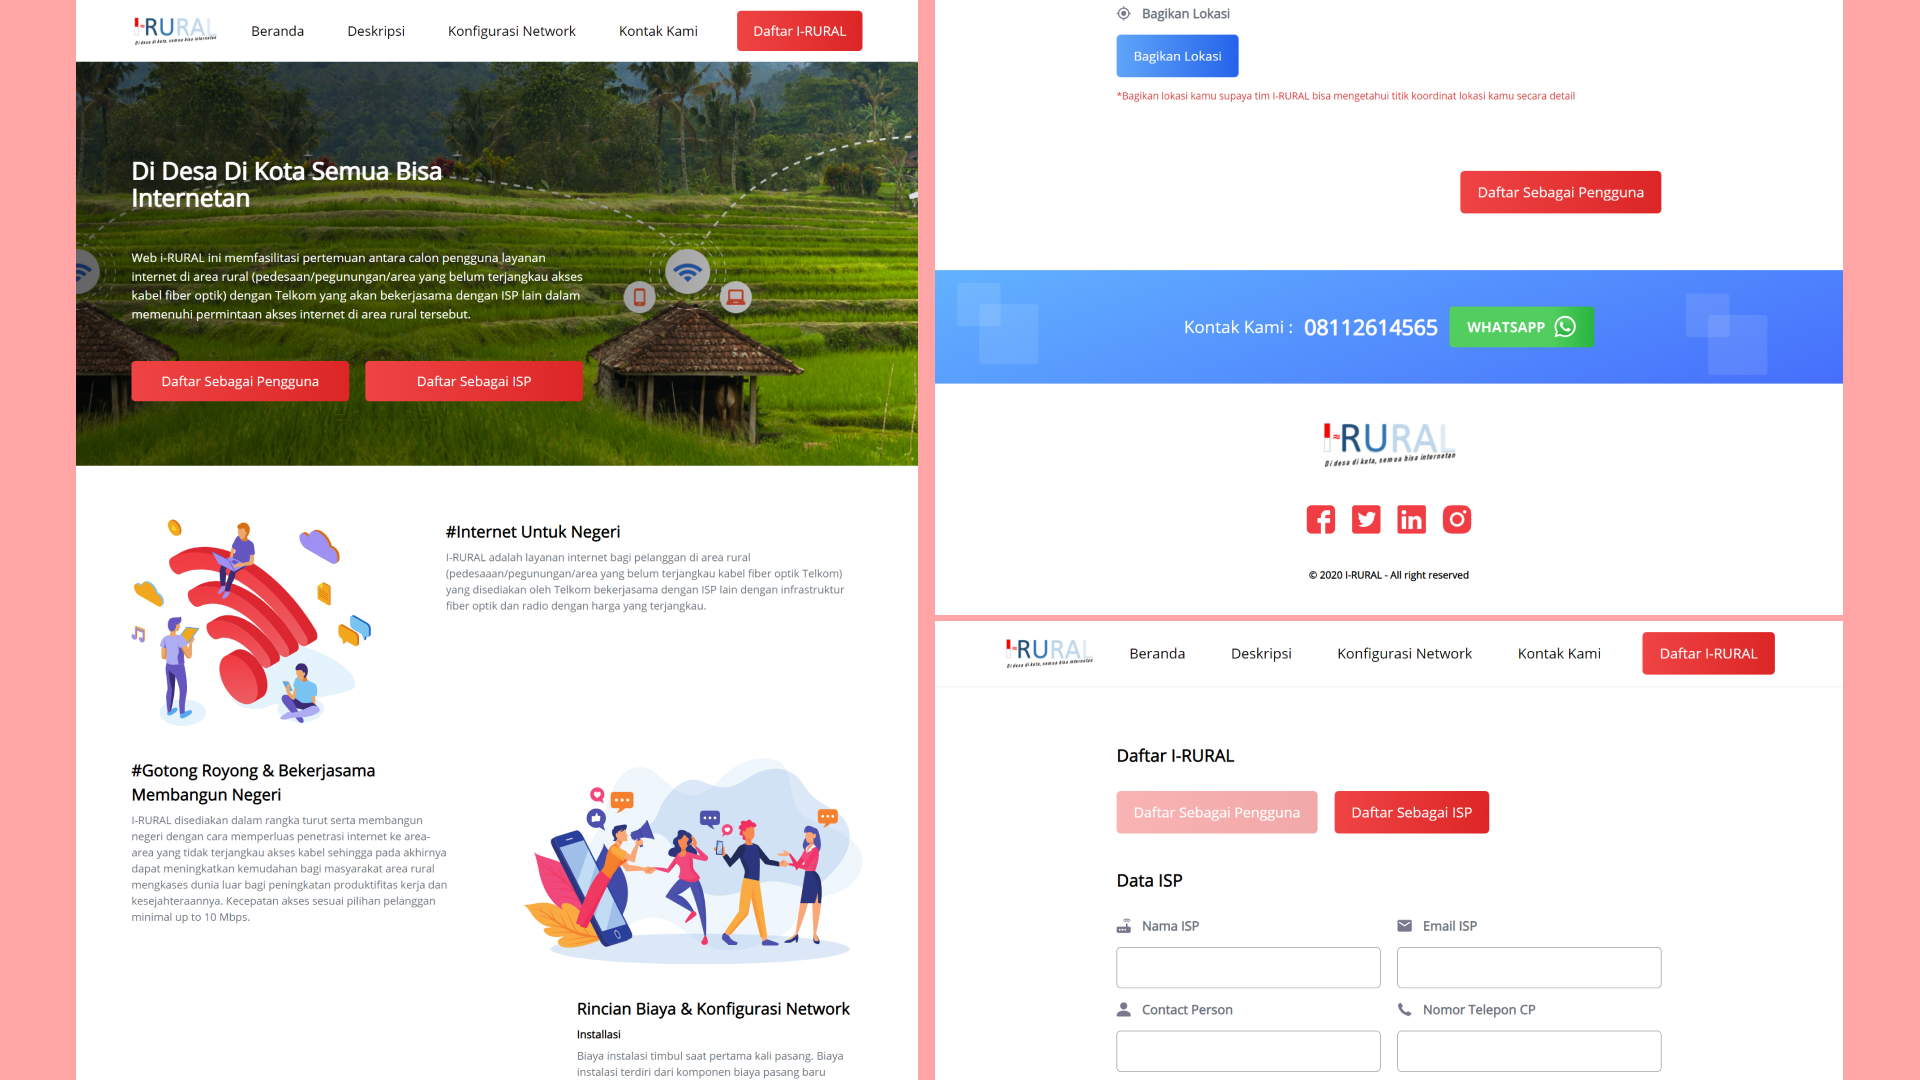 I-RURAL
Di desa di kota, semua bisa internetan
Beranda
Deskripsi
Konfigurasi Network
Kontak Kami
Daftar I-RURAL
Di Desa Di Kota Semua Bisa
Internetan
Web i-RURAL ini memfasilitasi pertemuan antara calon pengguna layanan
internet di area rural (pedesaan/pegunungan/area yang belum terjangkau akses
kabel fiber optik) dengan Telkom yang akan bekerjasama dengan ISP lain dalam
memenuhi permintaan akses internet di area rural tersebut.
Daftar Sebagai Pengguna
Daftar Sebagai ISP
#Internet Untuk Negeri
I-RURAL adalah layanan internet bagi pelanggan di area rural
(pedesaaan/pegunungan/area yang belum terjangkau kabel fiber optik Telkom)
yang disediakan oleh Telkom bekerjasama dengan ISP lain dengan infrastruktur
fiber optik dan radio dengan harga yang terjangkau.
#Gotong Royong & Bekerjasama
Membangun Negeri
I-RURAL disediakan dalam rangka turut serta membangun
negeri dengan cara memperluas penetrasi internet ke area-
area yang tidak terjangkau akses kabel sehingga pada akhirnya
dapat meningkatkan kemudahan bagi masyarakat area rural
mengkases dunia luar bagi peningkatan produktifitas kerja dan
kesejahteraannya. Kecepatan akses sesuai pilihan pelanggan
minimal up to 10 Mbps.
Rincian Biaya & Konfigurasi Network
Installasi
Biaya instalasi timbul saat pertama kali pasang. Biaya
instalasi terdiri dari komponen biaya pasang baru
Bagikan Lokasi
Bagikan Lokasi
*Bagikan lokasi kamu supaya tim I-RURAL bisa mengetahui titik koordinat lokasi kamu secara detail
Daftar Sebagai Pengguna
Kontak Kami :
08112614565
WHATSAPP
I-RURAL
Di desa di kota, semua bisa internetan
© 2020 I-RURAL - All right reserved
I-RURAL
Di desa di kota, semua bisa internetan
Beranda
Deskripsi
Konfigurasi Network
Kontak Kami
Daftar I-RURAL
Daftar I-RURAL
Daftar Sebagai Pengguna
Daftar Sebagai ISP
Data ISP
Nama ISP
Email ISP
Contact Person
Nomor Telepon CP